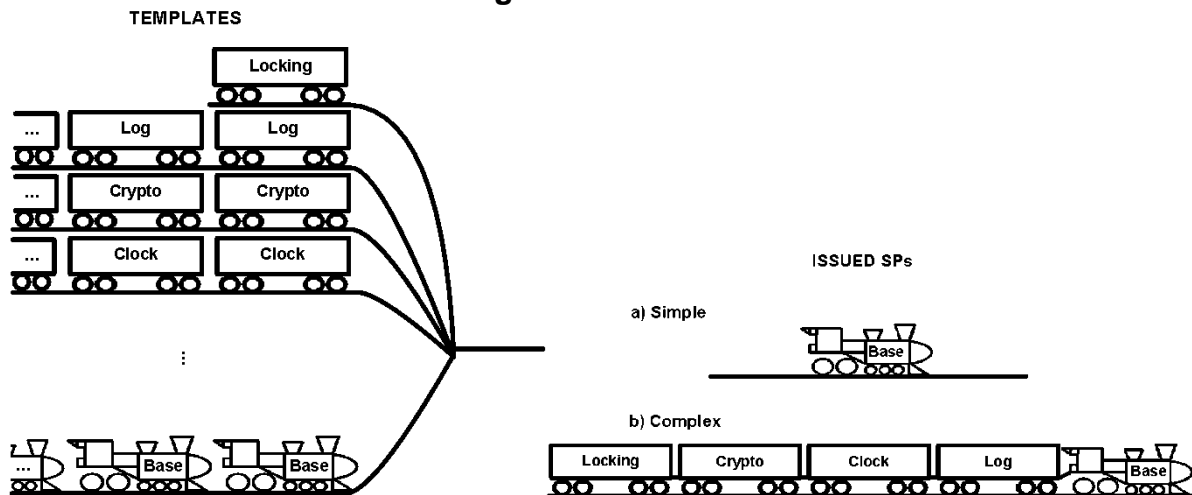 TEMPLATES
Locking
... Log Log
... Crypto Crypto
... Clock Clock
...
... Base Base
ISSUED SPs
a) Simple
Base
b) Complex
Locking Crypto Clock Log Base